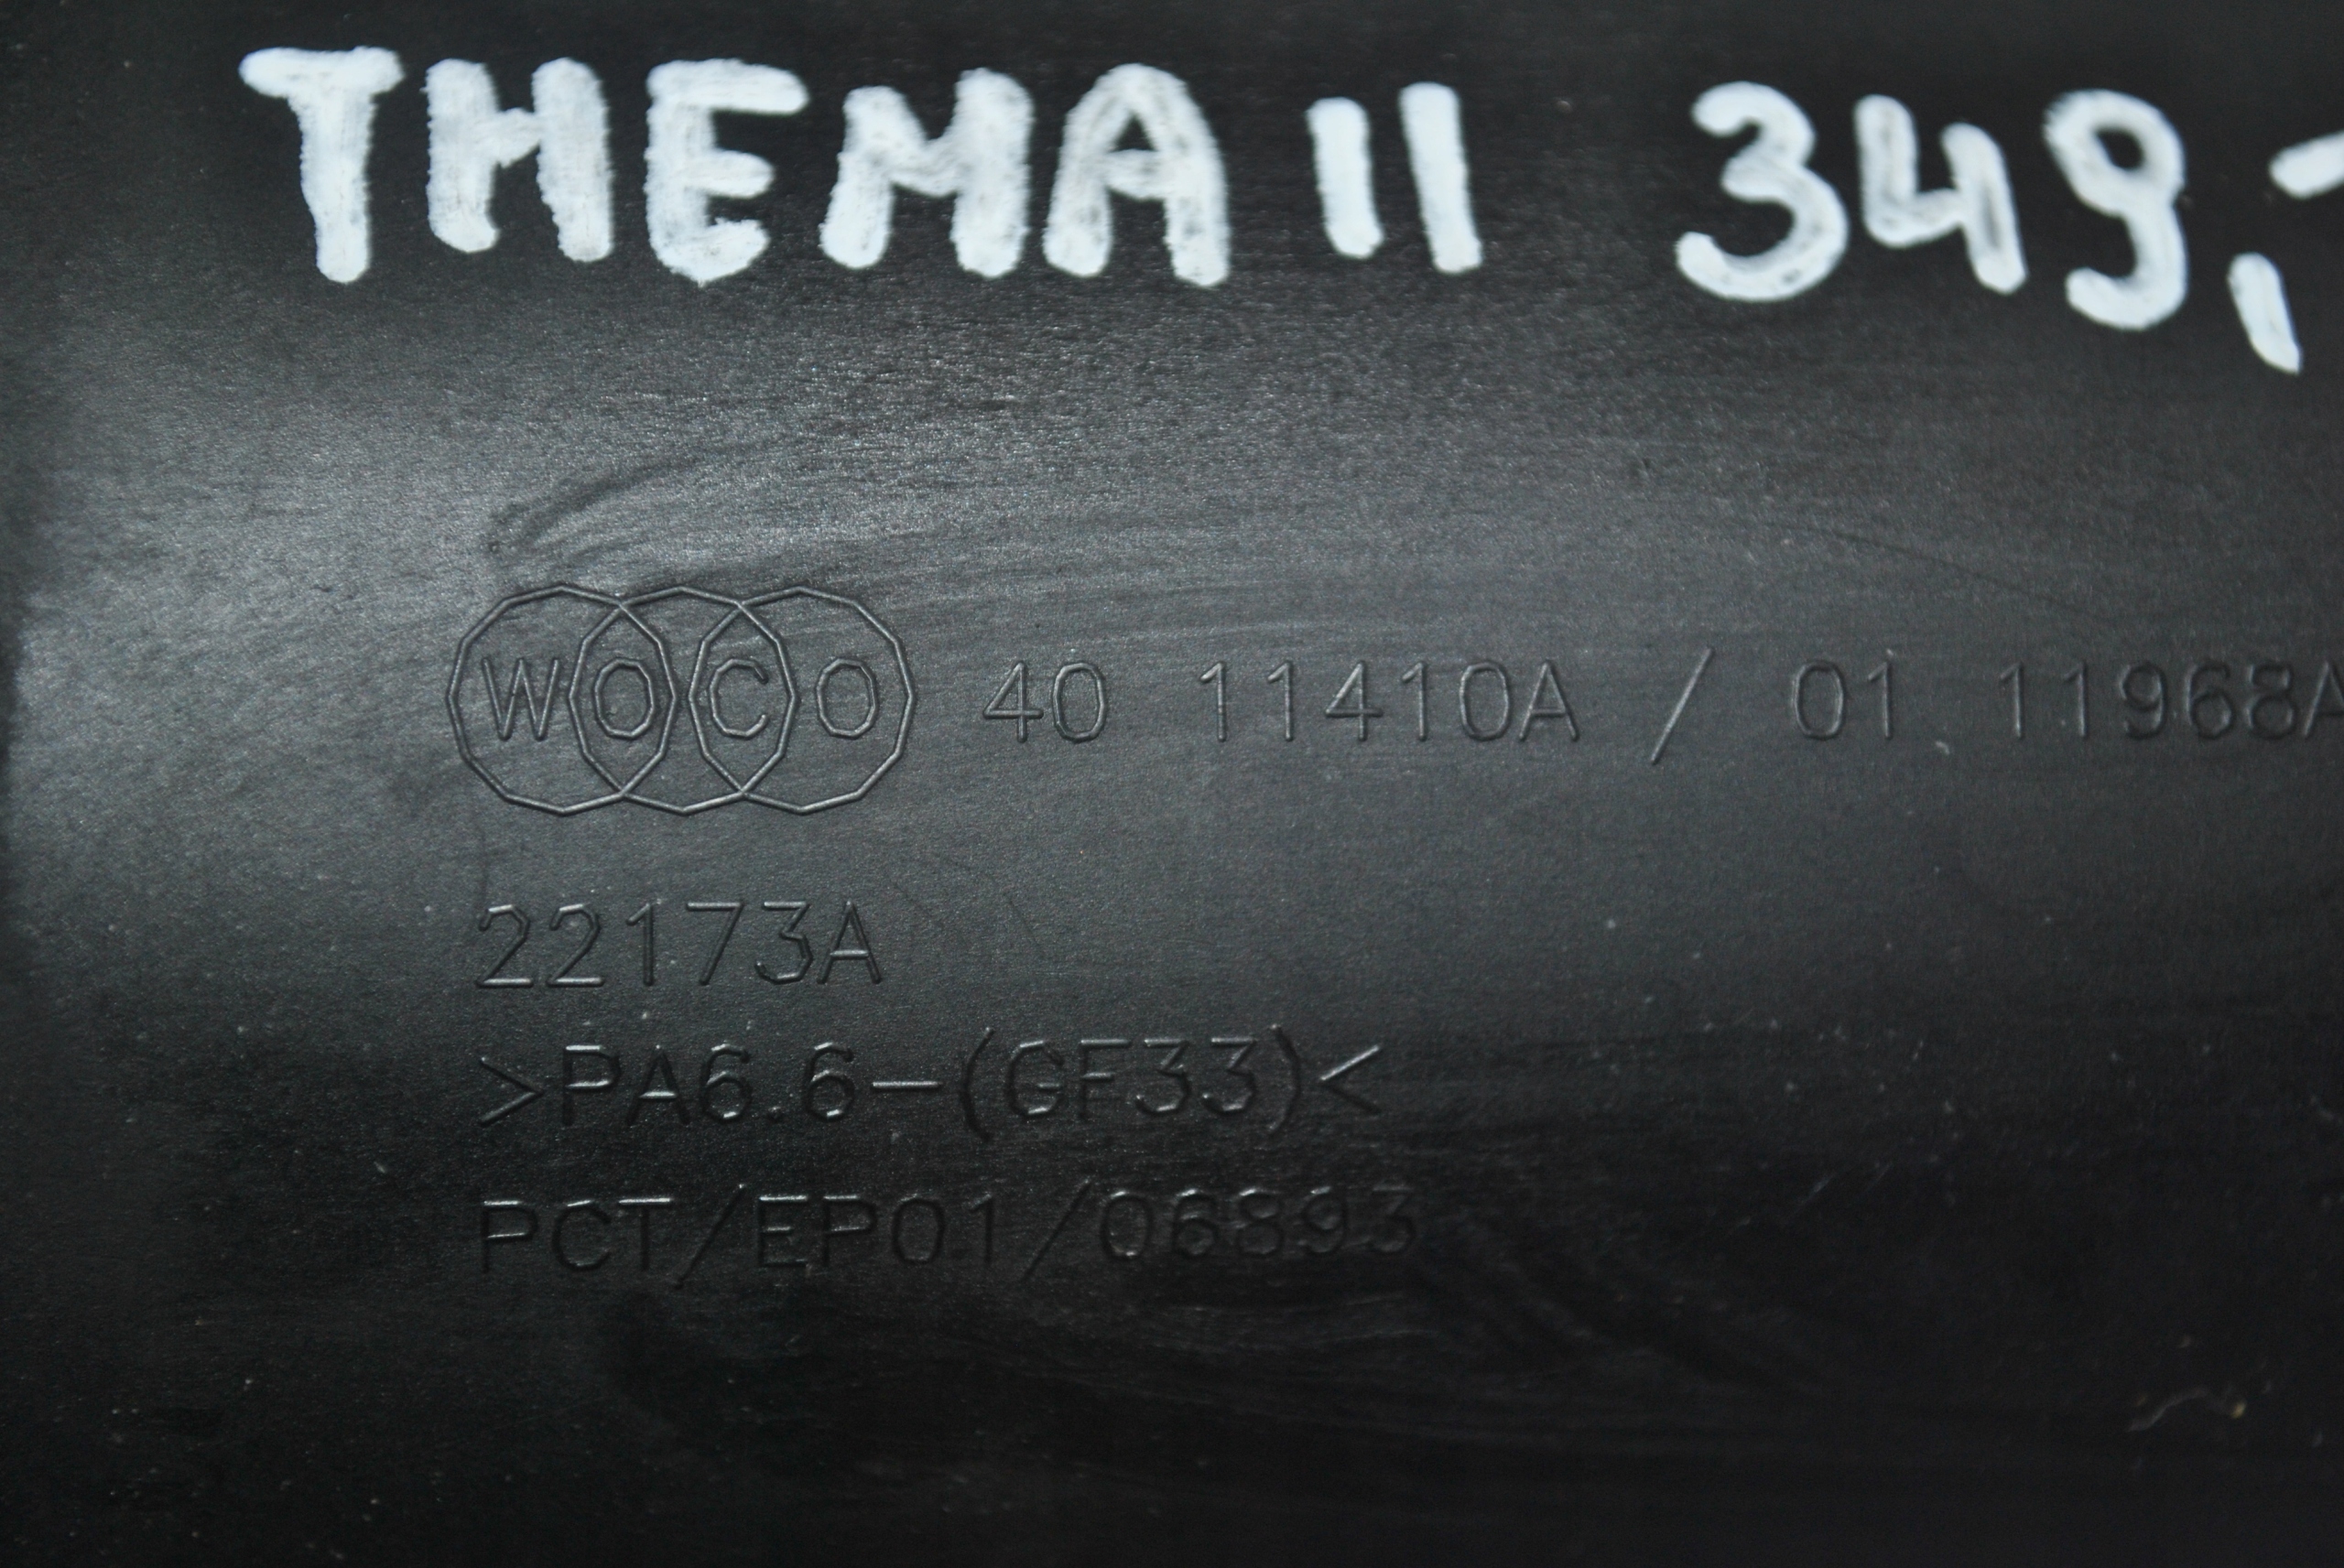 THEMA II 349,-
WOCO 40 11410A / 01 11968A
22173A
>PA6.6-(GF33)<
PCT/EP01/06893